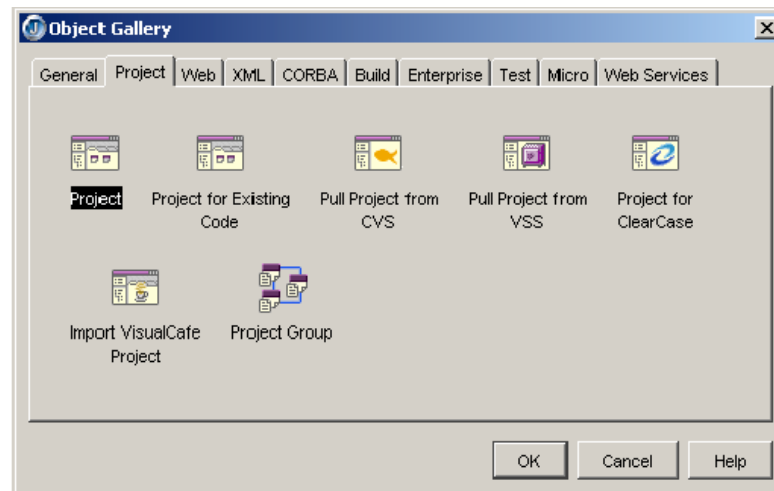 Object Gallery
General Project Web XML CORBA Build Enterprise Test Micro Web Services
Project
Project for Existing
Code
Pull Project from
CVS
Pull Project from
VSS
Project for
ClearCase
Import VisualCafe
Project
Project Group
OK Cancel Help